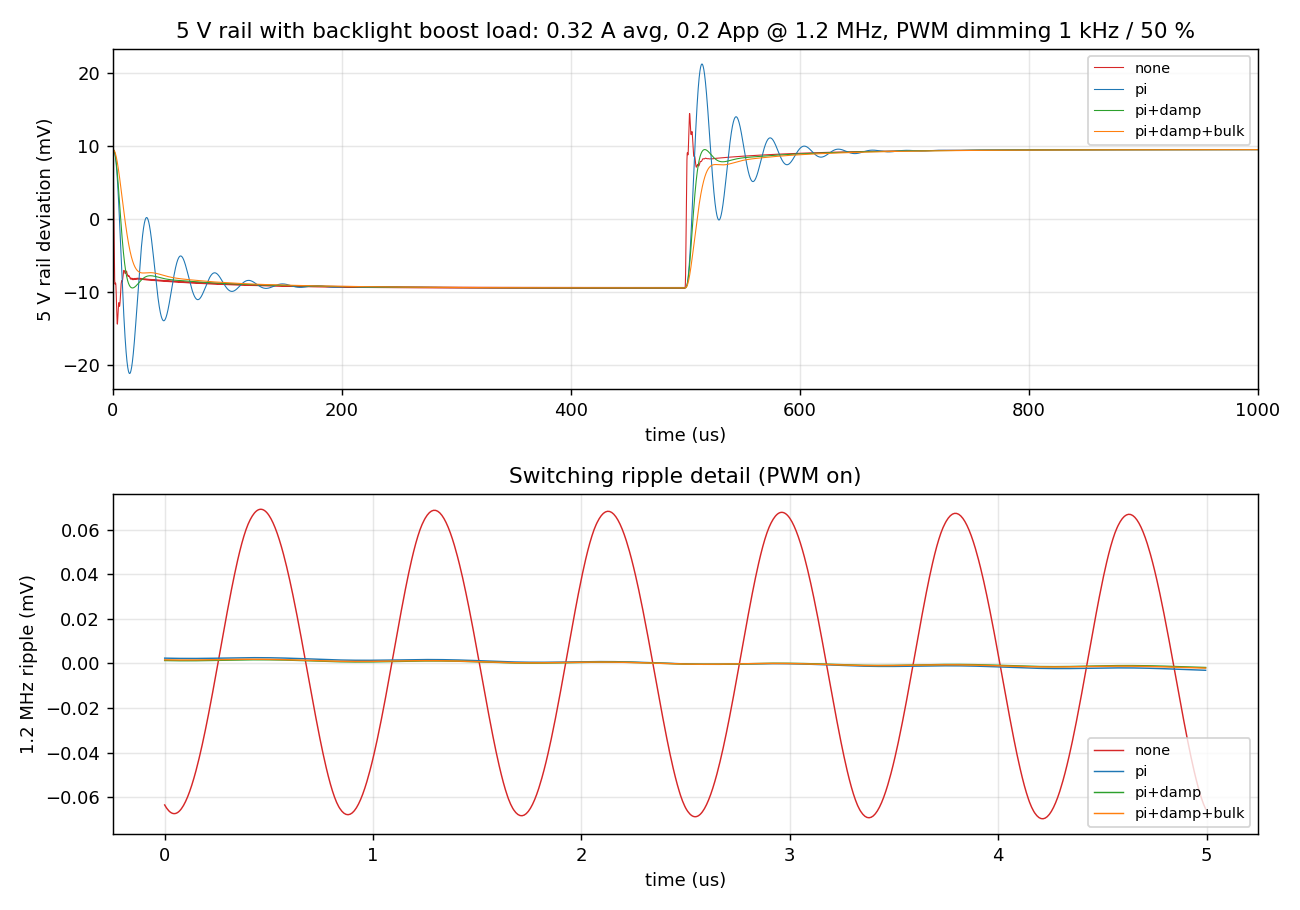 5 V rail with backlight boost load: 0.32 A avg, 0.2 App @ 1.2 MHz, PWM dimming 1 kHz / 50 %
5 V rail deviation (mV)
20
10
0
−10
−20
none
pi
pi+damp
pi+damp+bulk
0
200
400
600
800
1000
time (us)
Switching ripple detail (PWM on)
1.2 MHz ripple (mV)
0.06
0.04
0.02
0.00
−0.02
−0.04
−0.06
none
pi
pi+damp
pi+damp+bulk
0
1
2
3
4
5
time (us)